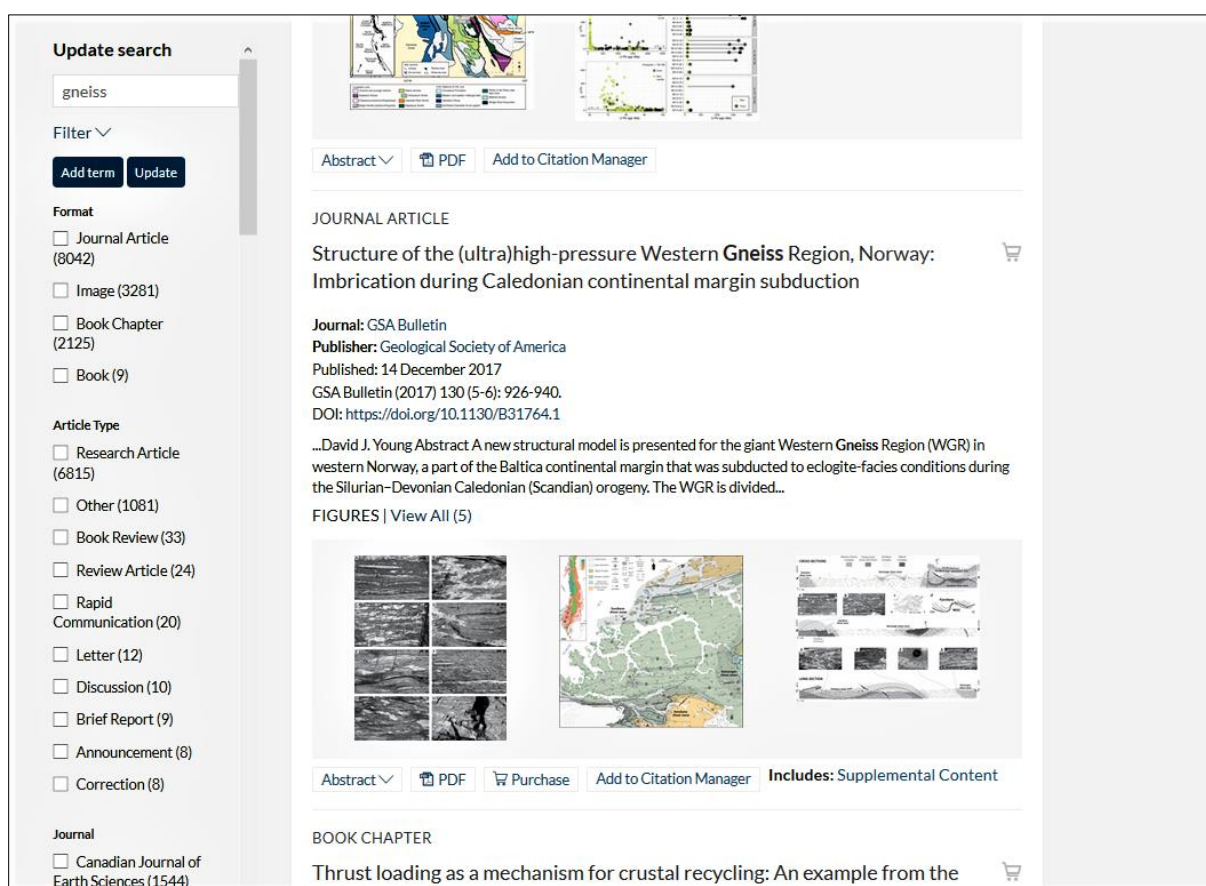 Update search
gneiss
Filter
Add term Update
Format
Journal Article
(8042)
Image (3281)
Book Chapter
(2125)
Book (9)
Article Type
Research Article
(6815)
Other (1081)
Book Review (33)
Review Article (24)
Rapid
Communication (20)
Letter (12)
Discussion (10)
Brief Report (9)
Announcement (8)
Correction (8)
Journal
Canadian Journal of
Earth Sciences (1544)
Abstract PDF Add to Citation Manager
JOURNAL ARTICLE
Structure of the (ultra)high-pressure Western Gneiss Region, Norway:
Imbrication during Caledonian continental margin subduction
Journal: GSA Bulletin
Publisher: Geological Society of America
Published: 14 December 2017
GSA Bulletin (2017) 130 (5-6): 926-940.
DOI: https://doi.org/10.1130/B31764.1
...David J. Young Abstract A new structural model is presented for the giant Western Gneiss Region (WGR) in
western Norway, a part of the Baltica continental margin that was subducted to eclogite-facies conditions during
the Silurian–Devonian Caledonian (Scandian) orogeny. The WGR is divided...
FIGURES | View All (5)
Abstract PDF Purchase Add to Citation Manager Includes: Supplemental Content
BOOK CHAPTER
Thrust loading as a mechanism for crustal recycling: An example from the